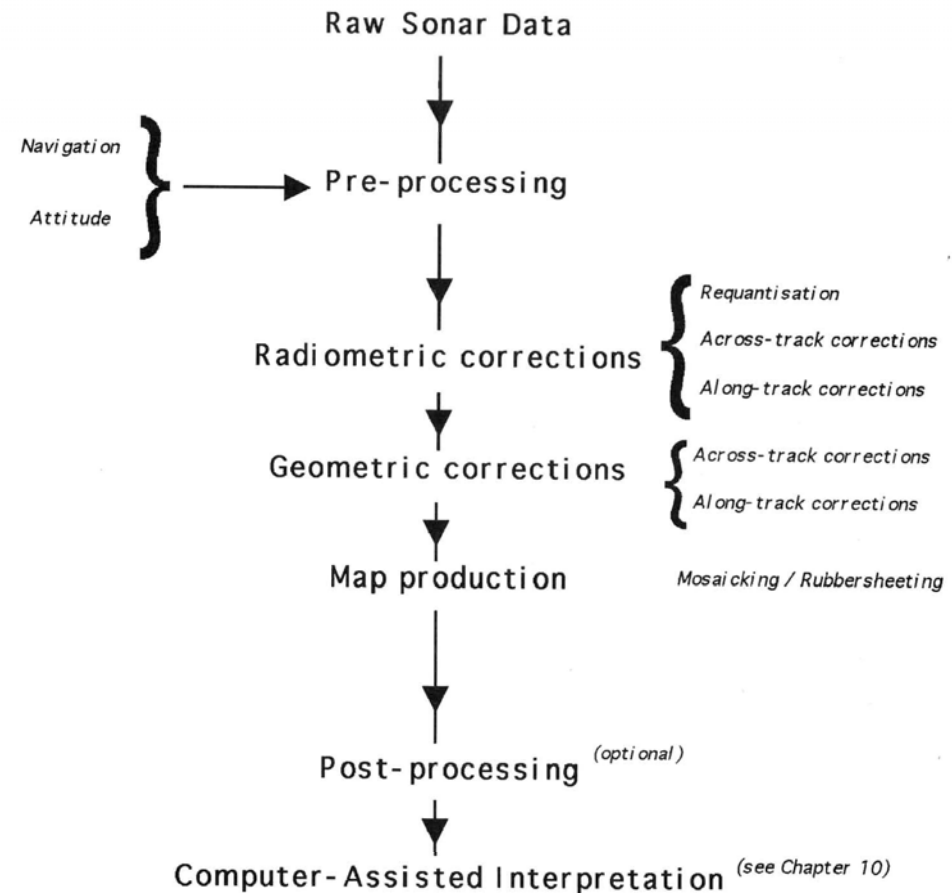 Raw Sonar Data
Navigation
Attitude
Pre-processing
Radiometric corrections
Requantisation
Across-track corrections
Along-track corrections
Geometric corrections
Across-track corrections
Along-track corrections
Map production
Mosaicking / Rubbersheeting
Post-processing (optional)
Computer-Assisted Interpretation (see Chapter 10)